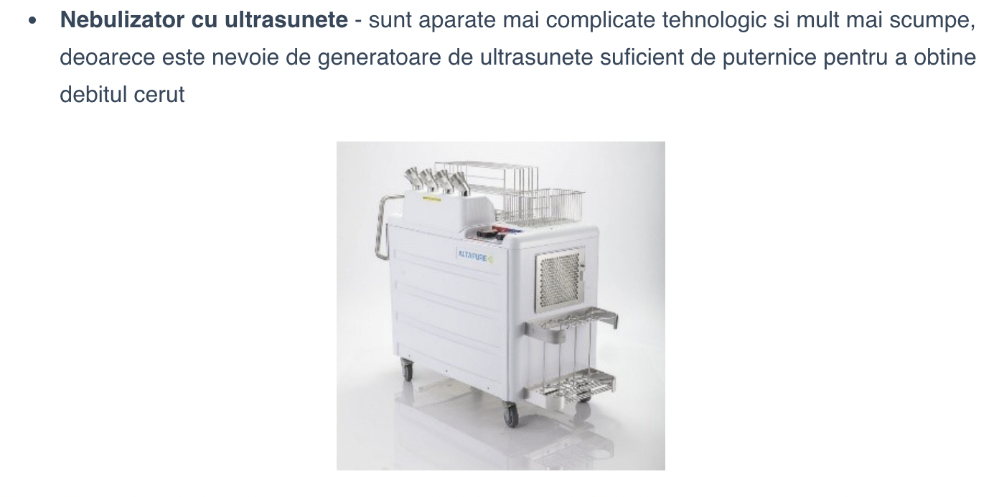 Nebulizator cu ultrasunete - sunt aparate mai complicate tehnologic si mult mai scumpe,
deoarece este nevoie de generatoare de ultrasunete suficient de puternice pentru a obtine
debitul cerut
ALTAPURE